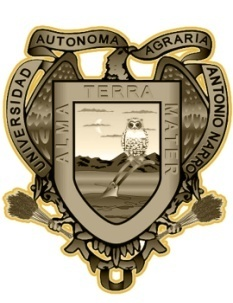 UNIVERSIDAD
AUTONOMA
AGRARIA
ANTONIO NARRO
ALMA
TERRA
MATER